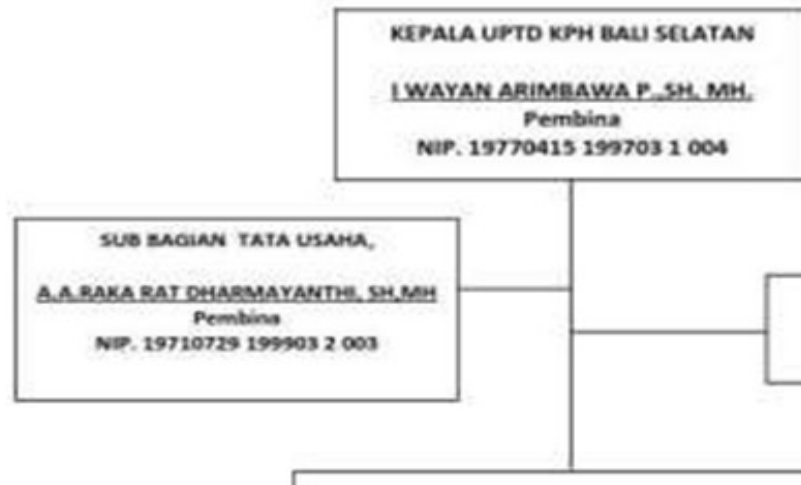 KEPALA UPTD KPH BALI SELATAN
I WAYAN ARIMBAWA P.,SH, MH.
Pembina
NIP. 19770415 199703 1 004
SUB BAGIAN TATA USAHA,
A.A.RAKA RAT DHARMAYANTHI, SH,MH
Pembina
NIP. 19710729 199903 2 003